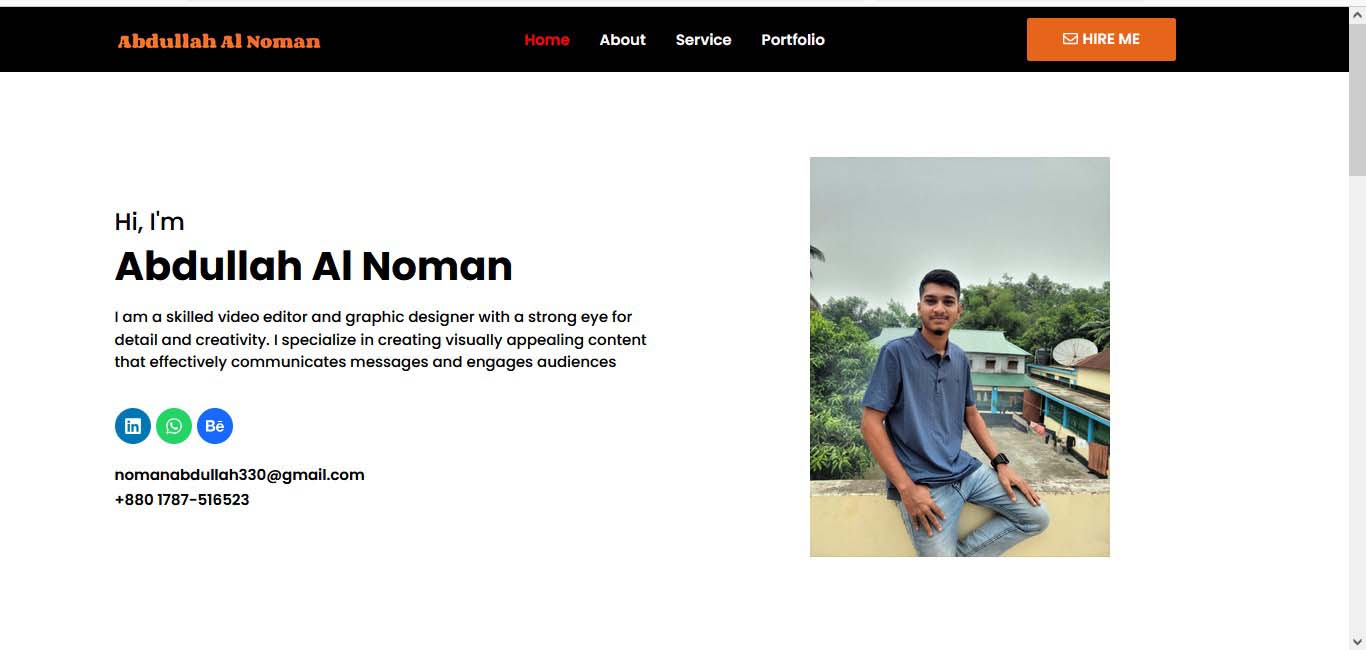 Abdullah Al Noman
Home About Service Portfolio
HIRE ME
Hi, I'm
Abdullah Al Noman
I am a skilled video editor and graphic designer with a strong eye for
detail and creativity. I specialize in creating visually appealing content
that effectively communicates messages and engages audiences
in
Bē
nomanabdullah330@gmail.com
+880 1787-516523